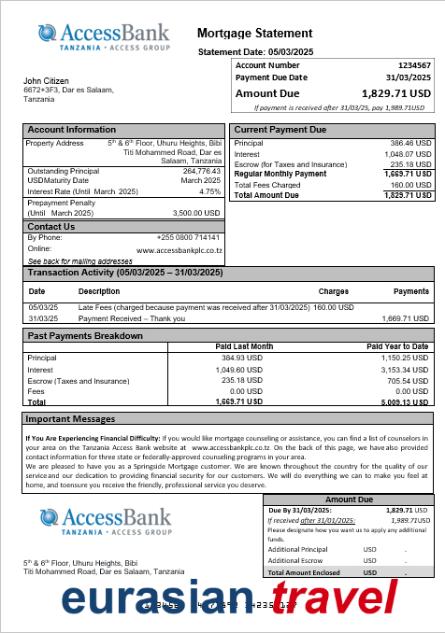 AccessBank
TANZANIA • ACCESS GROUP
Mortgage Statement
Statement Date: 05/03/2025
Account Number 1234567
Payment Due Date 31/03/2025
Amount Due 1,829.71 USD
If payment is received after 31/03/25, pay 1,989.71USD
John Citizen
6672+3F3, Dar es Salaam,
Tanzania
Account Information
Property Address 5th & 6th Floor, Uhuru Heights, Bibi
Titi Mohammed Road, Dar es
Salaam, Tanzania
Outstanding Principal 264,776.43
USDMaturity Date March 2025
Interest Rate (Until March 2025) 4.75%
Prepayment Penalty
(Until March 2025) 3,500.00 USD
Contact Us
By Phone: +255 0800 714141
Online: www.accessbankplc.co.tz
See back for mailing addresses
Current Payment Due
Principal 386.46 USD
Interest 1,048.07 USD
Escrow (for Taxes and Insurance) 235.18 USD
Regular Monthly Payment 1,669.71 USD
Total Fees Charged 160.00 USD
Total Amount Due 1,829.71 USD
Transaction Activity (05/03/2025 – 31/03/2025)
Date Description Charges Payments
05/03/25 Late Fees (charged because payment was received after 31/03/2025) 160.00 USD
31/03/25 Payment Received – Thank you 1,669.71 USD
Past Payments Breakdown
Paid Last Month Paid Year to Date
Principal 384.93 USD 1,150.25 USD
Interest 1,049.60 USD 3,153.34 USD
Escrow (Taxes and Insurance) 235.18 USD 705.54 USD
Fees 0.00 USD 0.00 USD
Total 1,669.71 USD 5,009.13 USD
Important Messages
If You Are Experiencing Financial Difficulty: If you would like mortgage counseling or assistance, you can find a list of counselors in
your area on the Tanzania Access Bank website at www.accessbankplc.co.tz. On the back of this page, we have also provided
contact information for three state or federally-approved counseling programs in your area.
We are pleased to have you as a Springside Mortgage customer. We are known throughout the country for the quality of our
service and our dedication to providing financial security for our customers. We will do everything we can to make you feel at
home, and to ensure you receive the friendly, professional service you deserve.
AccessBank
TANZANIA • ACCESS GROUP
5th & 6th Floor, Uhuru Heights, Bibi
Titi Mohammed Road, Dar es Salaam, Tanzania
Amount Due
Due By 31/03/2025: 1,829.71 USD
If received after 31/01/2025: 1,989.71USD
Please designate how you want us to apply any additional
funds.
Additional Principal USD .
Additional Escrow USD .
Total Amount Enclosed USD .
eurasian travel